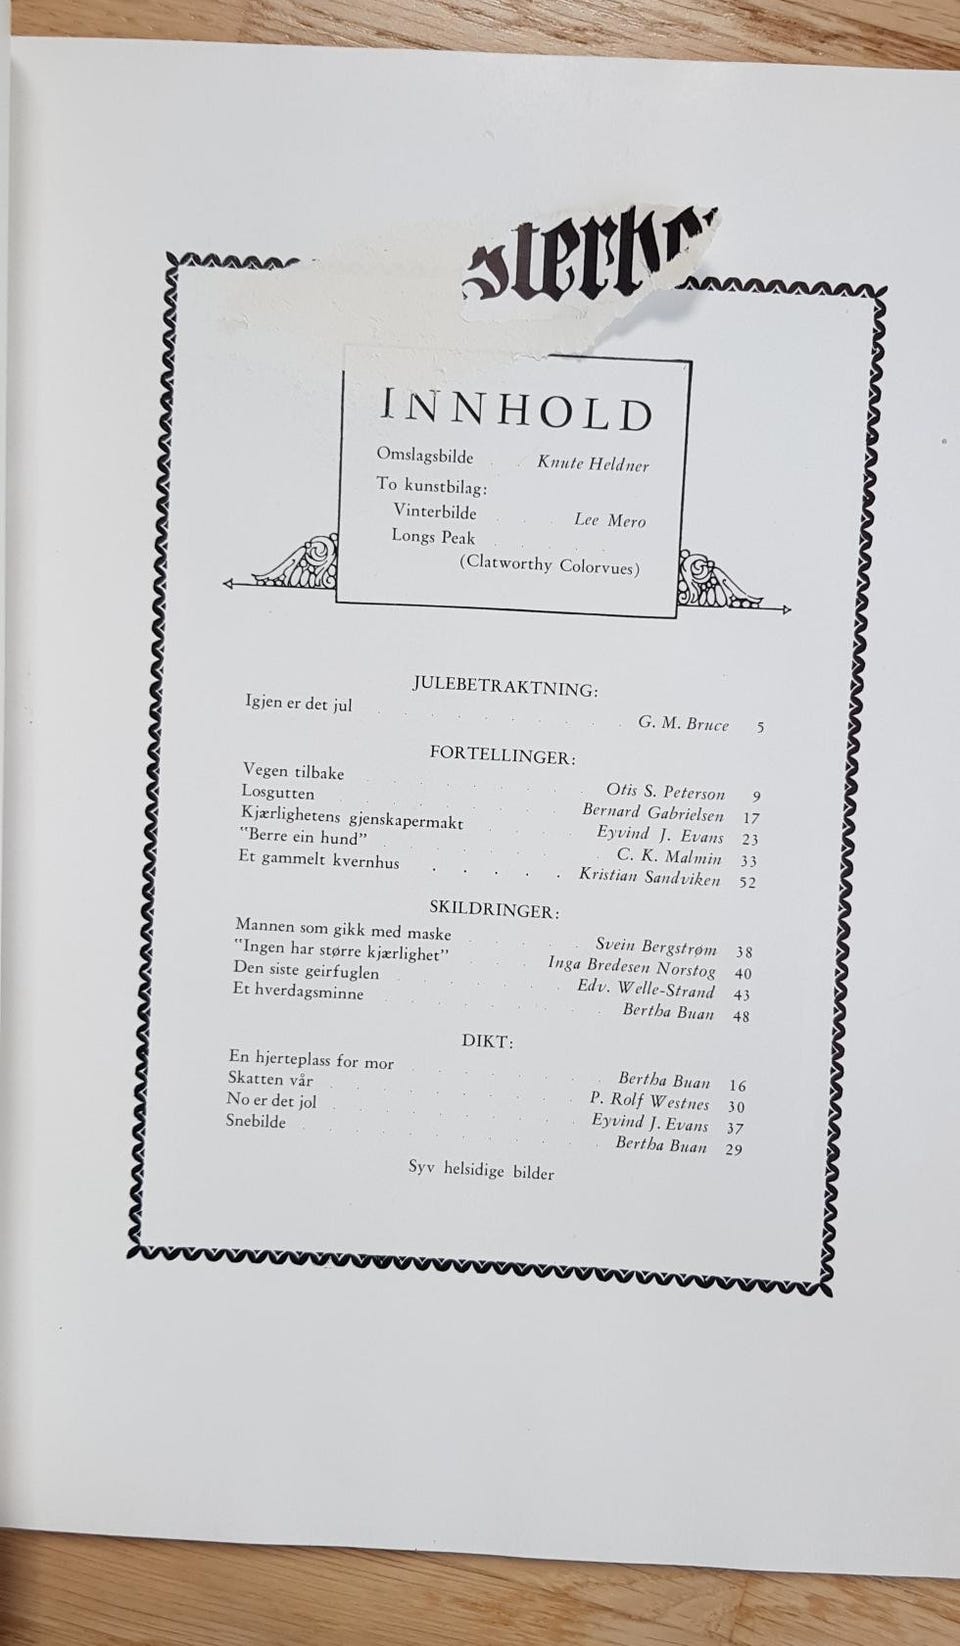 INNHOLD
Omslagsbilde . . Knute Heldner
To kunstbilag:
Vinterbilde . . . Lee Mero
Longs Peak . . . . .
(Clatworthy Colorvues)
JULEBETRAKTNING:
Igjen er det jul . . . . . . . . . . G. M. Bruce 5
FORTELLINGER:
Vegen tilbake . . . . . . . . . Otis S. Peterson 9
Losgutten . . . . . . . . . Bernard Gabrielsen 17
Kjærlighetens gjenskapermakt . . . . Eyvind J. Evans 23
"Berre ein hund" . . . . . . . . C. K. Malmin 33
Et gammelt kvernhus . . . . . Kristian Sandviken 52
SKILDRINGER:
Mannen som gikk med maske . . . . . Svein Bergstrøm 38
"Ingen har større kjærlighet" . . . Inga Bredesen Norstog 40
Den siste geirfuglen . . . . . . . Edv. Welle-Strand 43
Et hverdagsminne . . . . . . . . . Bertha Buan 48
DIKT:
En hjerteplass for mor . . . . . . . . Bertha Buan 16
Skatten vår . . . . . . . . . . P. Rolf Westnes 30
No er det jol . . . . . . . . . . Eyvind J. Evans 37
Snebilde . . . . . . . . . . . Bertha Buan 29
Syv helsidige bilder